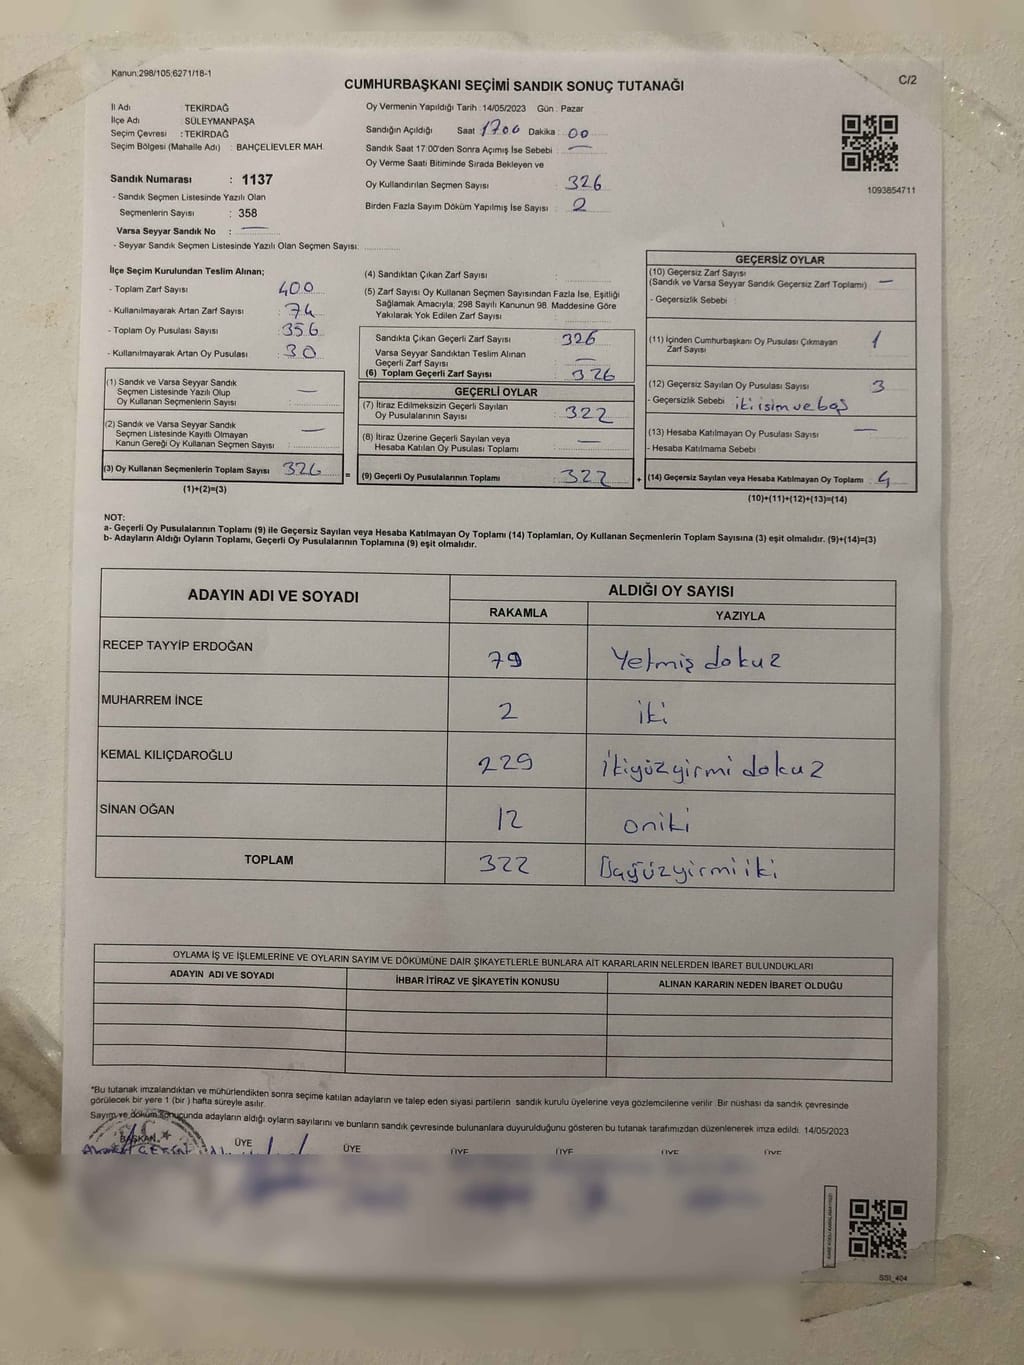 Kanun:298/105;6271/18-1
C/2
CUMHURBAŞKANI SEÇİMİ SANDIK SONUÇ TUTANAĞI
İl Adı TEKİRDAĞ
İlçe Adı SÜLEYMANPAŞA
Seçim Çevresi : TEKİRDAĞ
Seçim Bölgesi (Mahalle Adı) : BAHÇELİEVLER MAH.
Sandık Numarası : 1137
- Sandık Seçmen Listesinde Yazılı Olan
Seçmenlerin Sayısı : 358
Varsa Seyyar Sandık No : —
- Seyyar Sandık Seçmen Listesinde Yazılı Olan Seçmen Sayısı:
Oy Vermenin Yapıldığı Tarih : 14/05/2023 Gün : Pazar
Sandığın Açıldığı Saat 1700 Dakika : 00
Sandık Saat 17:00'den Sonra Açımış İse Sebebi : —
Oy Verme Saati Bitiminde Sırada Bekleyen ve
Oy Kullandırılan Seçmen Sayısı : 326
Birden Fazla Sayım Döküm Yapılmış İse Sayısı : 2
1093854711
İlçe Seçim Kurulundan Teslim Alınan;
- Toplam Zarf Sayısı : 400
- Kullanılmayarak Artan Zarf Sayısı : 74
- Toplam Oy Pusulası Sayısı : 356
- Kullanılmayarak Artan Oy Pusulası : 30
(1) Sandık ve Varsa Seyyar Sandık
Seçmen Listesinde Yazılı Olup
Oy Kullanan Seçmenlerin Sayısı : —
(2) Sandık ve Varsa Seyyar Sandık
Seçmen Listesinde Kayıtlı Olmayan
Kanun Gereği Oy Kullanan Seçmen Sayısı : —
(3) Oy Kullanan Seçmenlerin Toplam Sayısı : 326 =
(1)+(2)=(3)
(4) Sandıktan Çıkan Zarf Sayısı :
(5) Zarf Sayısı Oy Kullanan Seçmen Sayısından Fazla İse, Eşitliği
Sağlamak Amacıyla, 298 Sayılı Kanunun 98. Maddesine Göre
Yakılarak Yok Edilen Zarf Sayısı :
Sandıkta Çıkan Geçerli Zarf Sayısı : 326
Varsa Seyyar Sandıktan Teslim Alınan
Geçerli Zarf Sayısı : —
(6) Toplam Geçerli Zarf Sayısı : 326
GEÇERLİ OYLAR
(7) İtiraz Edilmeksizin Geçerli Sayılan
Oy Pusulalarının Sayısı : 322
(8) İtiraz Üzerine Geçerli Sayılan veya
Hesaba Katılan Oy Pusulası Toplamı : —
(9) Geçerli Oy Pusulalarının Toplamı : 322 +
GEÇERSİZ OYLAR
(10) Geçersiz Zarf Sayısı
(Sandık ve Varsa Seyyar Sandık Geçersiz Zarf Toplamı) —
- Geçersizlik Sebebi :
(11) İçinden Cumhurbaşkanı Oy Pusulası Çıkmayan
Zarf Sayısı : 1
(12) Geçersiz Sayılan Oy Pusulası Sayısı : 3
- Geçersizlik Sebebi : iki isim ve boş
(13) Hesaba Katılmayan Oy Pusulası Sayısı : —
- Hesaba Katılmama Sebebi :
(14) Geçersiz Sayılan veya Hesaba Katılmayan Oy Toplamı : 4
(10)+(11)+(12)+(13)=(14)
NOT:
a- Geçerli Oy Pusulalarının Toplamı (9) ile Geçersiz Sayılan veya Hesaba Katılmayan Oy Toplamı (14) Toplamları, Oy Kullanan Seçmenlerin Toplam Sayısına (3) eşit olmalıdır. (9)+(14)=(3)
b- Adayların Aldığı Oyların Toplamı, Geçerli Oy Pusulalarının Toplamına (9) eşit olmalıdır.
ADAYIN ADI VE SOYADI ALDIĞI OY SAYISI
RAKAMLA YAZIYLA
RECEP TAYYİP ERDOĞAN 79 Yetmiş dokuz
MUHARREM İNCE 2 iki
KEMAL KILIÇDAROĞLU 229 ikiyüzyirmi dokuz
SİNAN OĞAN 12 oniki
TOPLAM 322 Üçyüzyirmi iki
OYLAMA İŞ VE İŞLEMLERİNE VE OYLARIN SAYIM VE DÖKÜMÜNE DAİR ŞİKAYETLERLE BUNLARA AİT KARARLARIN NELERDEN İBARET BULUNDUKLARI
ADAYIN ADI VE SOYADI İHBAR İTİRAZ VE ŞİKAYETİN KONUSU ALINAN KARARIN NEDEN İBARET OLDUĞU
*Bu tutanak imzalandıktan ve mühürlendikten sonra seçime katılan adayların ve talep eden siyasi partilerin sandık kurulu üyelerine veya gözlemcilerine verilir. Bir nüshası da sandık çevresinde
görülecek bir yere 1 (bir ) hafta süreyle asılır.
Sayım ve döküm sonucunda adayların aldığı oyların sayılarını ve bunların sandık çevresinde bulunanlara duyurulduğunu gösteren bu tutanak tarafımızdan düzenlenerek imza edildi. 14/05/2023
BAŞKAN ÜYE ÜYE ÜYE ÜYE ÜYE ÜYE
SSI_404